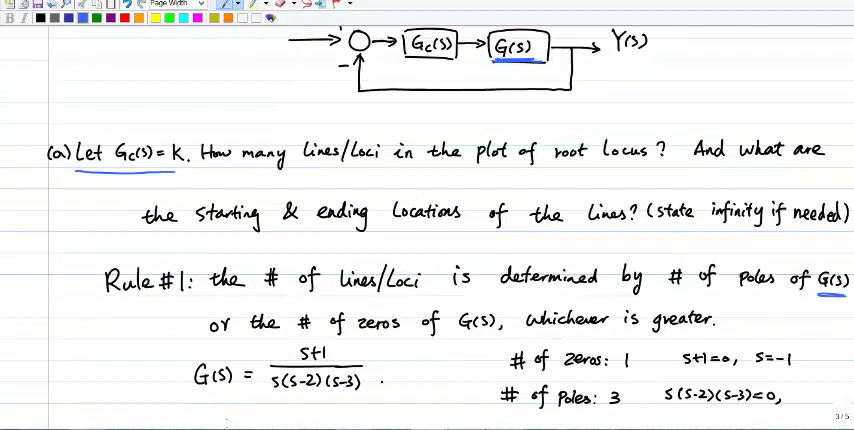 Page Width
B I
Gc(s) G(s) Y(s)
−
(a) Let Gc(s) = K. How many lines/Loci in the plot of root locus? And what are
the starting & ending locations of the lines? (state infinity if needed)
Rule #1: the # of lines/Loci is determined by # of poles of G(s)
or the # of zeros of G(s), whichever is greater.
G(s) = s+1 / s(s-2)(s-3) .
# of zeros: 1 s+1=0, s=-1
# of poles: 3 s(s-2)(s-3)=0,
3/5